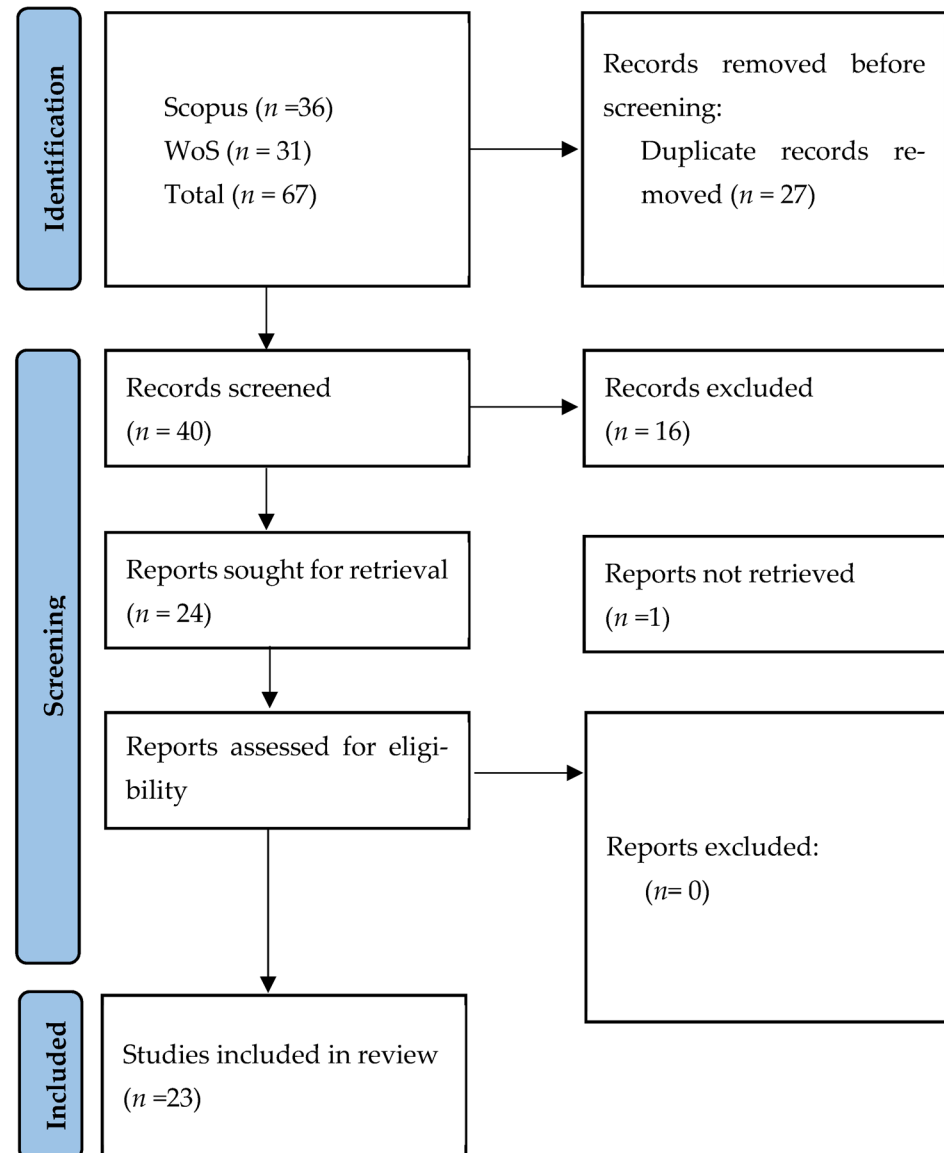 Identification
Scopus (n =36)
WoS (n = 31)
Total (n = 67)
Records removed before
screening:
Duplicate records re-
moved (n = 27)
Screening
Records screened
(n = 40)
Records excluded
(n = 16)
Reports sought for retrieval
(n = 24)
Reports not retrieved
(n =1)
Reports assessed for eligi-
bility
Reports excluded:
(n= 0)
Included
Studies included in review
(n =23)